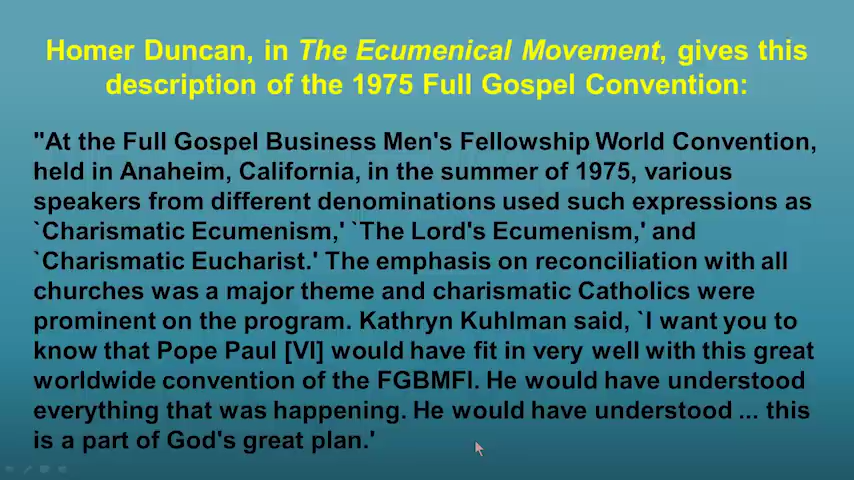 Homer Duncan, in The Ecumenical Movement, gives this
description of the 1975 Full Gospel Convention:
"At the Full Gospel Business Men's Fellowship World Convention,
held in Anaheim, California, in the summer of 1975, various
speakers from different denominations used such expressions as
`Charismatic Ecumenism,' `The Lord's Ecumenism,' and
`Charismatic Eucharist.' The emphasis on reconciliation with all
churches was a major theme and charismatic Catholics were
prominent on the program. Kathryn Kuhlman said, `I want you to
know that Pope Paul [VI] would have fit in very well with this great
worldwide convention of the FGBMFI. He would have understood
everything that was happening. He would have understood ... this
is a part of God's great plan.'